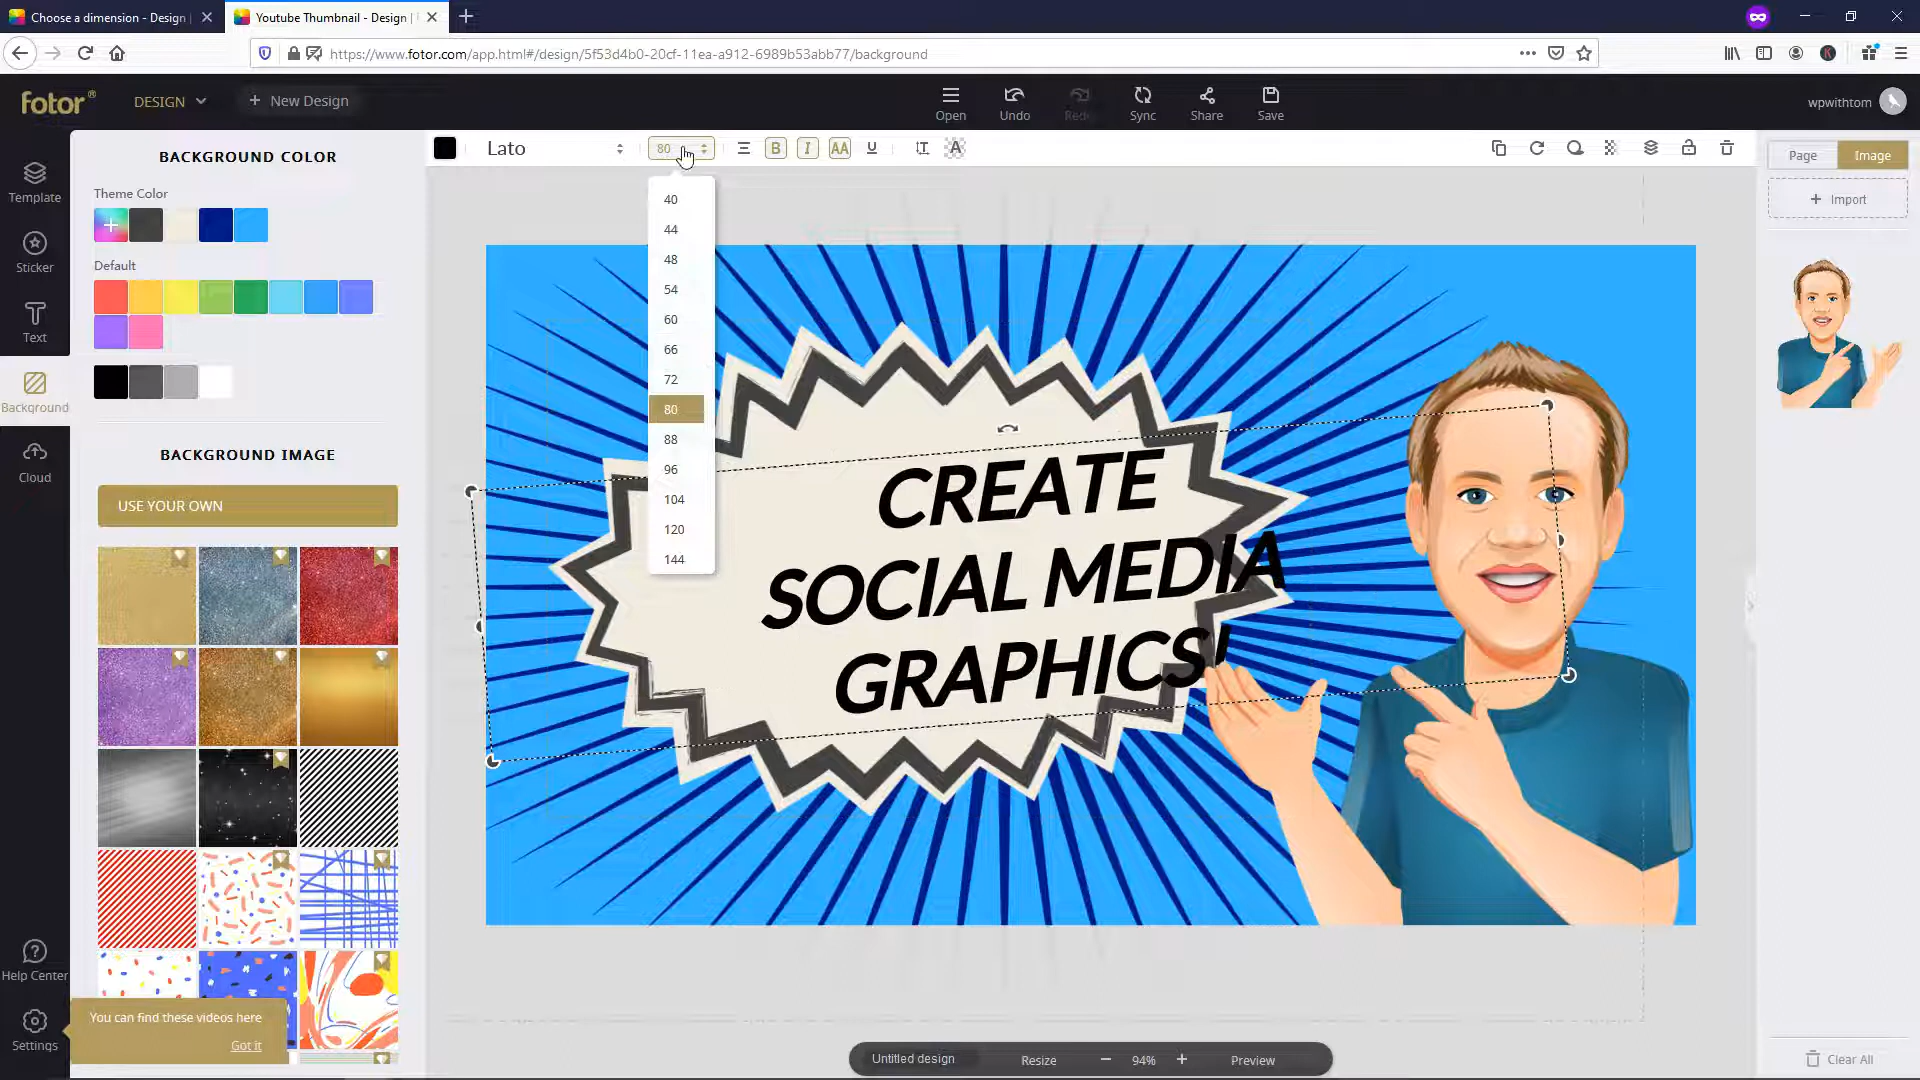 Choose a dimension - Design |
Youtube Thumbnail - Design |
https://www.fotor.com/app.html#/design/5f53d4b0-20cf-11ea-a912-6989b53abb77/background
fotor®
DESIGN
+ New Design
Open
Undo
Redo
Sync
Share
Save
wpwithtom
Template
Sticker
Text
Background
Cloud
Help Center
Settings
BACKGROUND COLOR
Theme Color
Default
BACKGROUND IMAGE
USE YOUR OWN
You can find these videos here
Got it
Lato
80
B
I
AA
U
A
40
44
48
54
60
66
72
80
88
96
104
120
144
CREATE
SOCIAL MEDIA
GRAPHICS!
Untitled design
Resize
94%
Preview
Page
Image
+ Import
Clear All